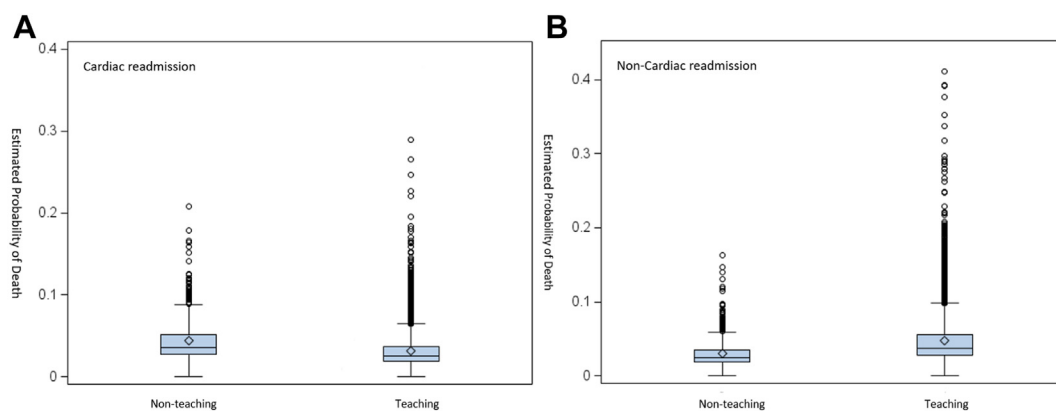 A
Cardiac readmission
Estimated Probability of Death
0.4
0.3
0.2
0.1
0
Non-teaching
Teaching
B
Non-Cardiac readmission
Estimated Probability of Death
0.4
0.3
0.2
0.1
0
Non-teaching
Teaching